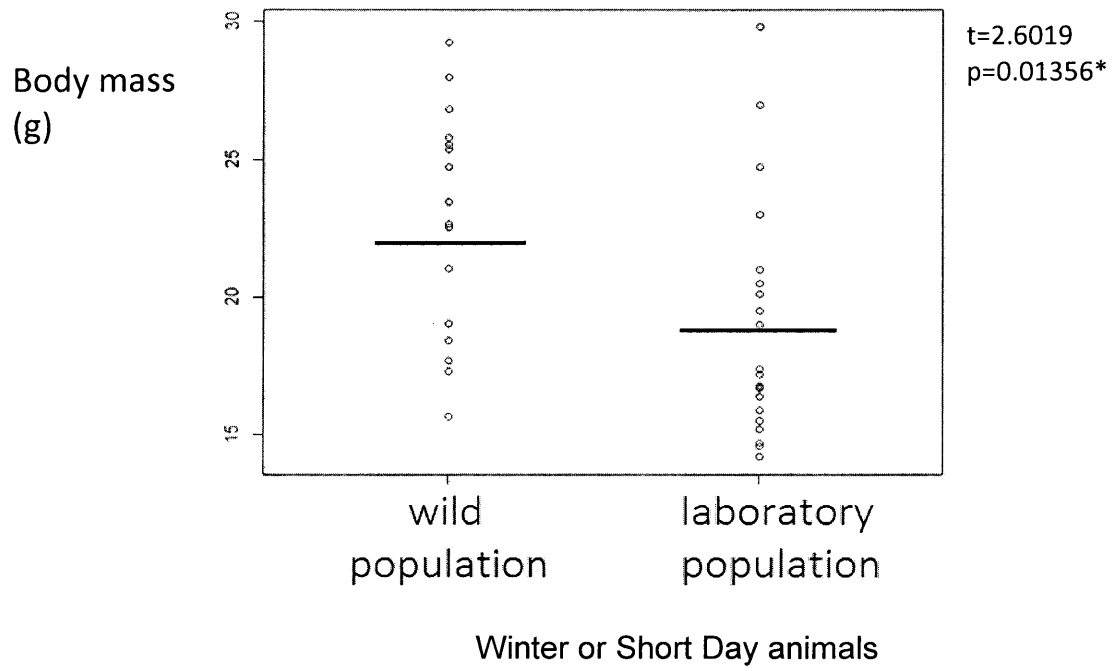 Body mass
(g)
30
25
20
15
t=2.6019
p=0.01356*
wild
population
laboratory
population
Winter or Short Day animals